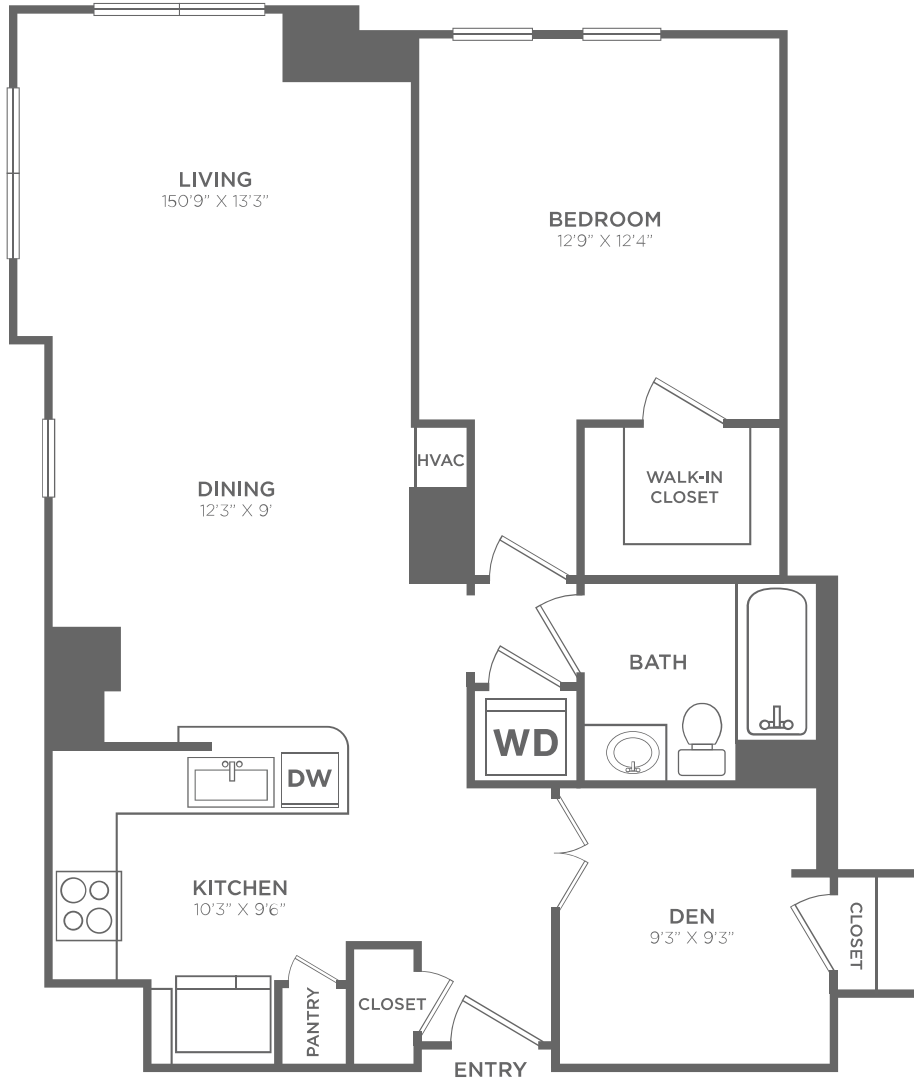 LIVING
150'9” X 13'3”
BEDROOM
12'9” X 12'4”
HVAC
WALK-IN
CLOSET
DINING
12'3” X 9'
BATH
WD
DW
KITCHEN
10'3” X 9'6”
DEN
9'3” X 9'3”
CLOSET
PANTRY
CLOSET
ENTRY